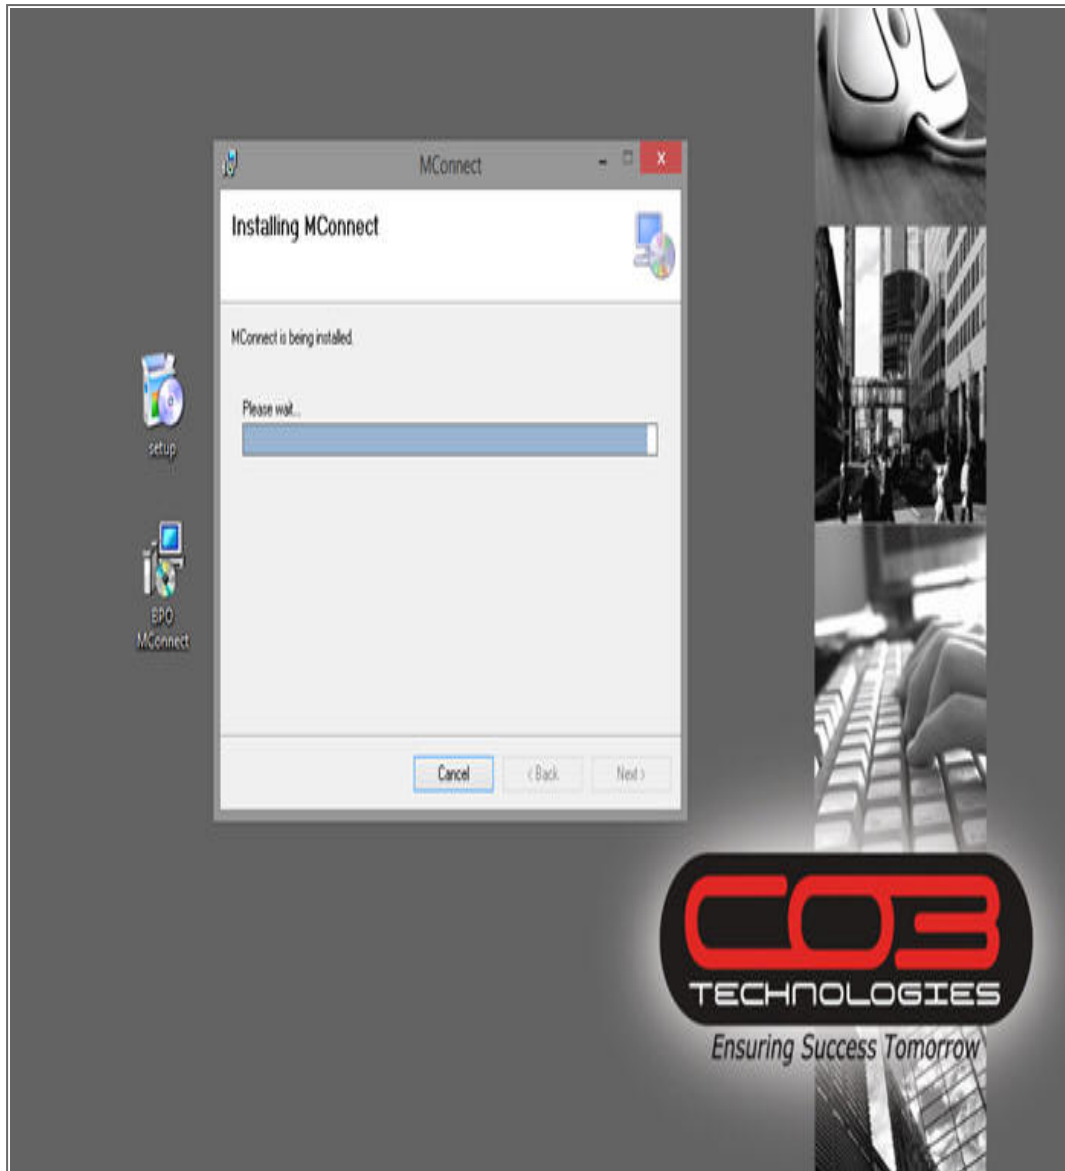 MConnect
Installing MConnect
MConnect is being installed.
Please wait...
setup
BPO
MConnect
Cancel
< Back
Next >
CO3
TECHNOLOGIES
Ensuring Success Tomorrow